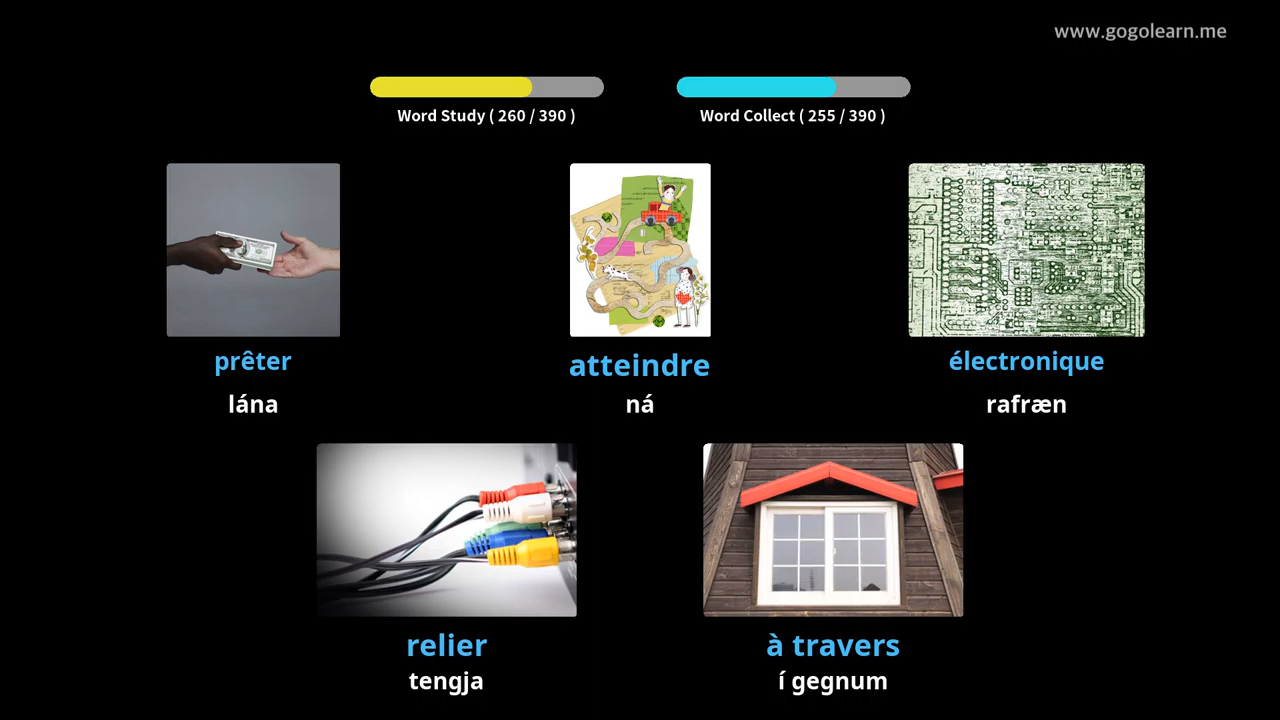 www.gogolearn.me
Word Study ( 260 / 390 )
Word Collect ( 255 / 390 )
prêter
atteindre
électronique
lána
ná
rafræn
relier
à travers
tengja
í gegnum